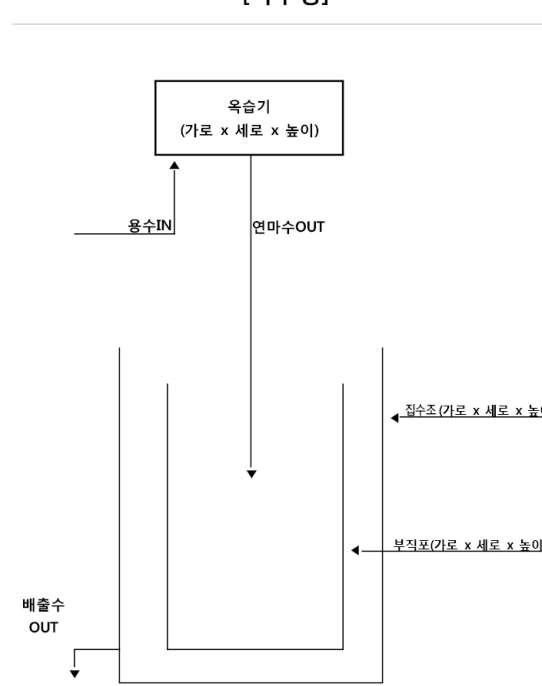 옥습기
(가로 x 세로 x 높이)
용수IN
연마수OUT
집수조(가로 x 세로 x
부직포(가로 x 세로 x 높이
배출수
OUT